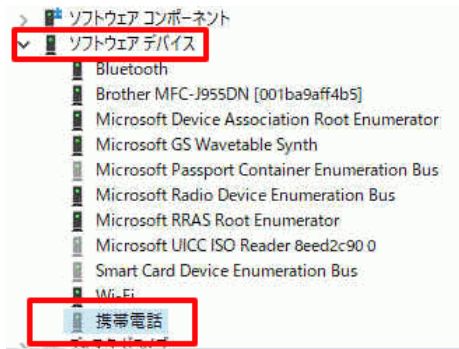 ソフトウェア コンポーネント
ソフトウェア デバイス
Bluetooth
Brother MFC-J955DN [001ba9aff4b5]
Microsoft Device Association Root Enumerator
Microsoft GS Wavetable Synth
Microsoft Passport Container Enumeration Bus
Microsoft Radio Device Enumeration Bus
Microsoft RRAS Root Enumerator
Microsoft UICC ISO Reader 8eed2c90 0
Smart Card Device Enumeration Bus
Wi-Fi
携帯電話